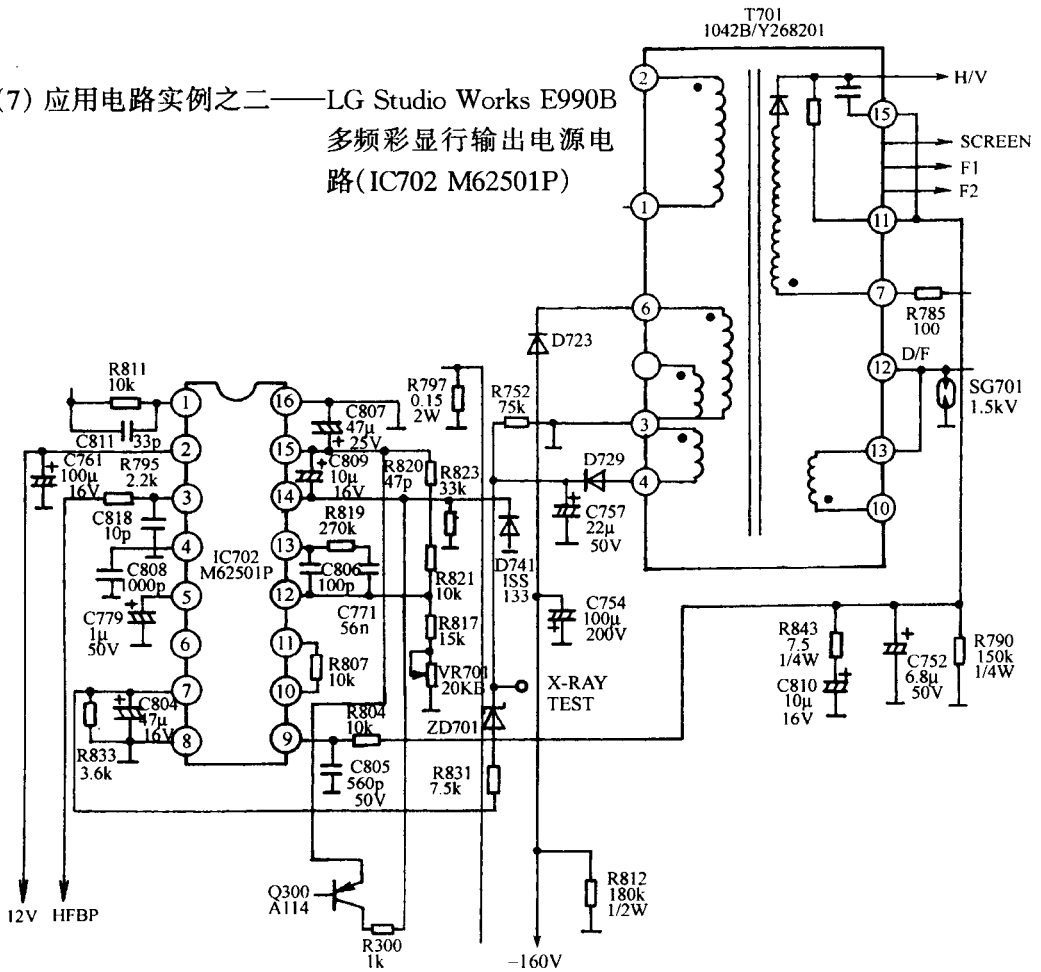 T701
1042B/Y268201
(7) 应用电路实例之二——LG Studio Works E990B
多频彩显行输出电源电
路(IC702 M62501P)
2
1
6
3
4
15
11
7
12
13
10
H/V
SCREEN
F1
F2
R785
100
D/F
SG701
1.5kV
D723
R752
75k
D729
C757
22μ
50V
R797
0.15
2W
R811
10k
C811
33p
C761
100μ
16V
R795
2.2k
C818
10p
C808
1000p
C779
1μ
50V
C804
47μ
16V
R833
3.6k
1
2
3
4
5
6
7
8
IC702
M62501P
16
15
14
13
12
11
10
9
C807
47μ
25V
C809
10μ
16V
R820
47p
R823
33k
R819
270k
C806
100p
C771
56n
R821
10k
R817
15k
R807
10k
VR701
20KB
R804
10k
C805
560p
50V
D741
ISS
133
C754
100μ
200V
X-RAY
TEST
ZD701
R831
7.5k
R843
7.5
1/4W
C810
10μ
16V
C752
6.8μ
50V
R790
150k
1/4W
R812
180k
1/2W
Q300
A114
R300
1k
12V
HFBP
-160V